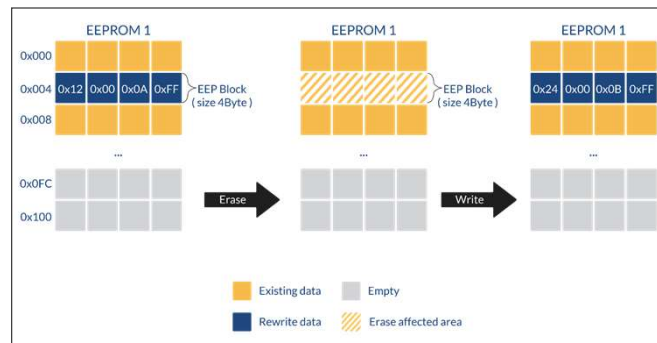 EEPROM 1
EEPROM 1
EEPROM 1
0x000
0x004
0x12 0x00 0x0A 0xFF
EEP Block
( size 4Byte )
EEP Block
( size 4Byte )
0x24 0x00 0x0B 0xFF
0x008
...
...
...
0x0FC
0x100
Erase
Write
Existing data
Empty
Rewrite data
Erase affected area